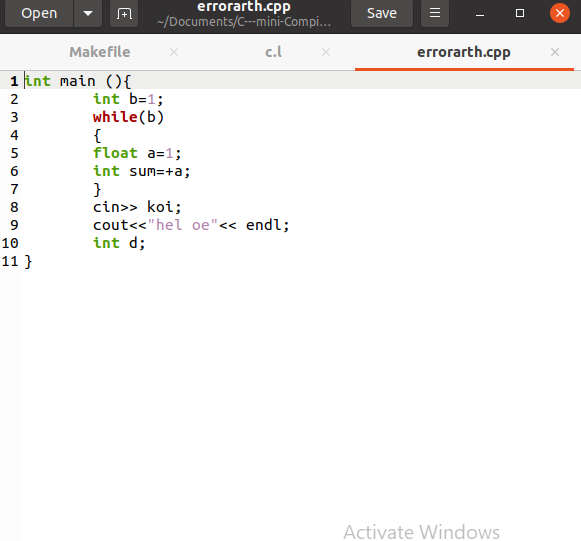 Open errorarth.cpp Save
~/Documents/C---mini-Compi...
Makefile c.l errorarth.cpp
1 int main (){
2 int b=1;
3 while(b)
4 {
5 float a=1;
6 int sum=+a;
7 }
8 cin>> koi;
9 cout<<"hel oe"<< endl;
10 int d;
11 }
Activate Windows